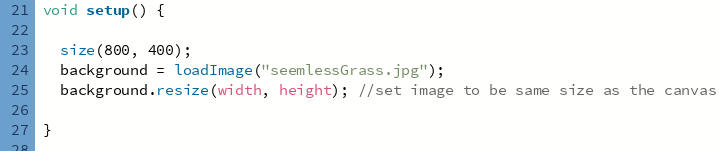 21 void setup() {
22
23 size(800, 400);
24 background = loadImage("seemlessGrass.jpg");
25 background.resize(width, height); //set image to be same size as the canvas
26
27 }
28